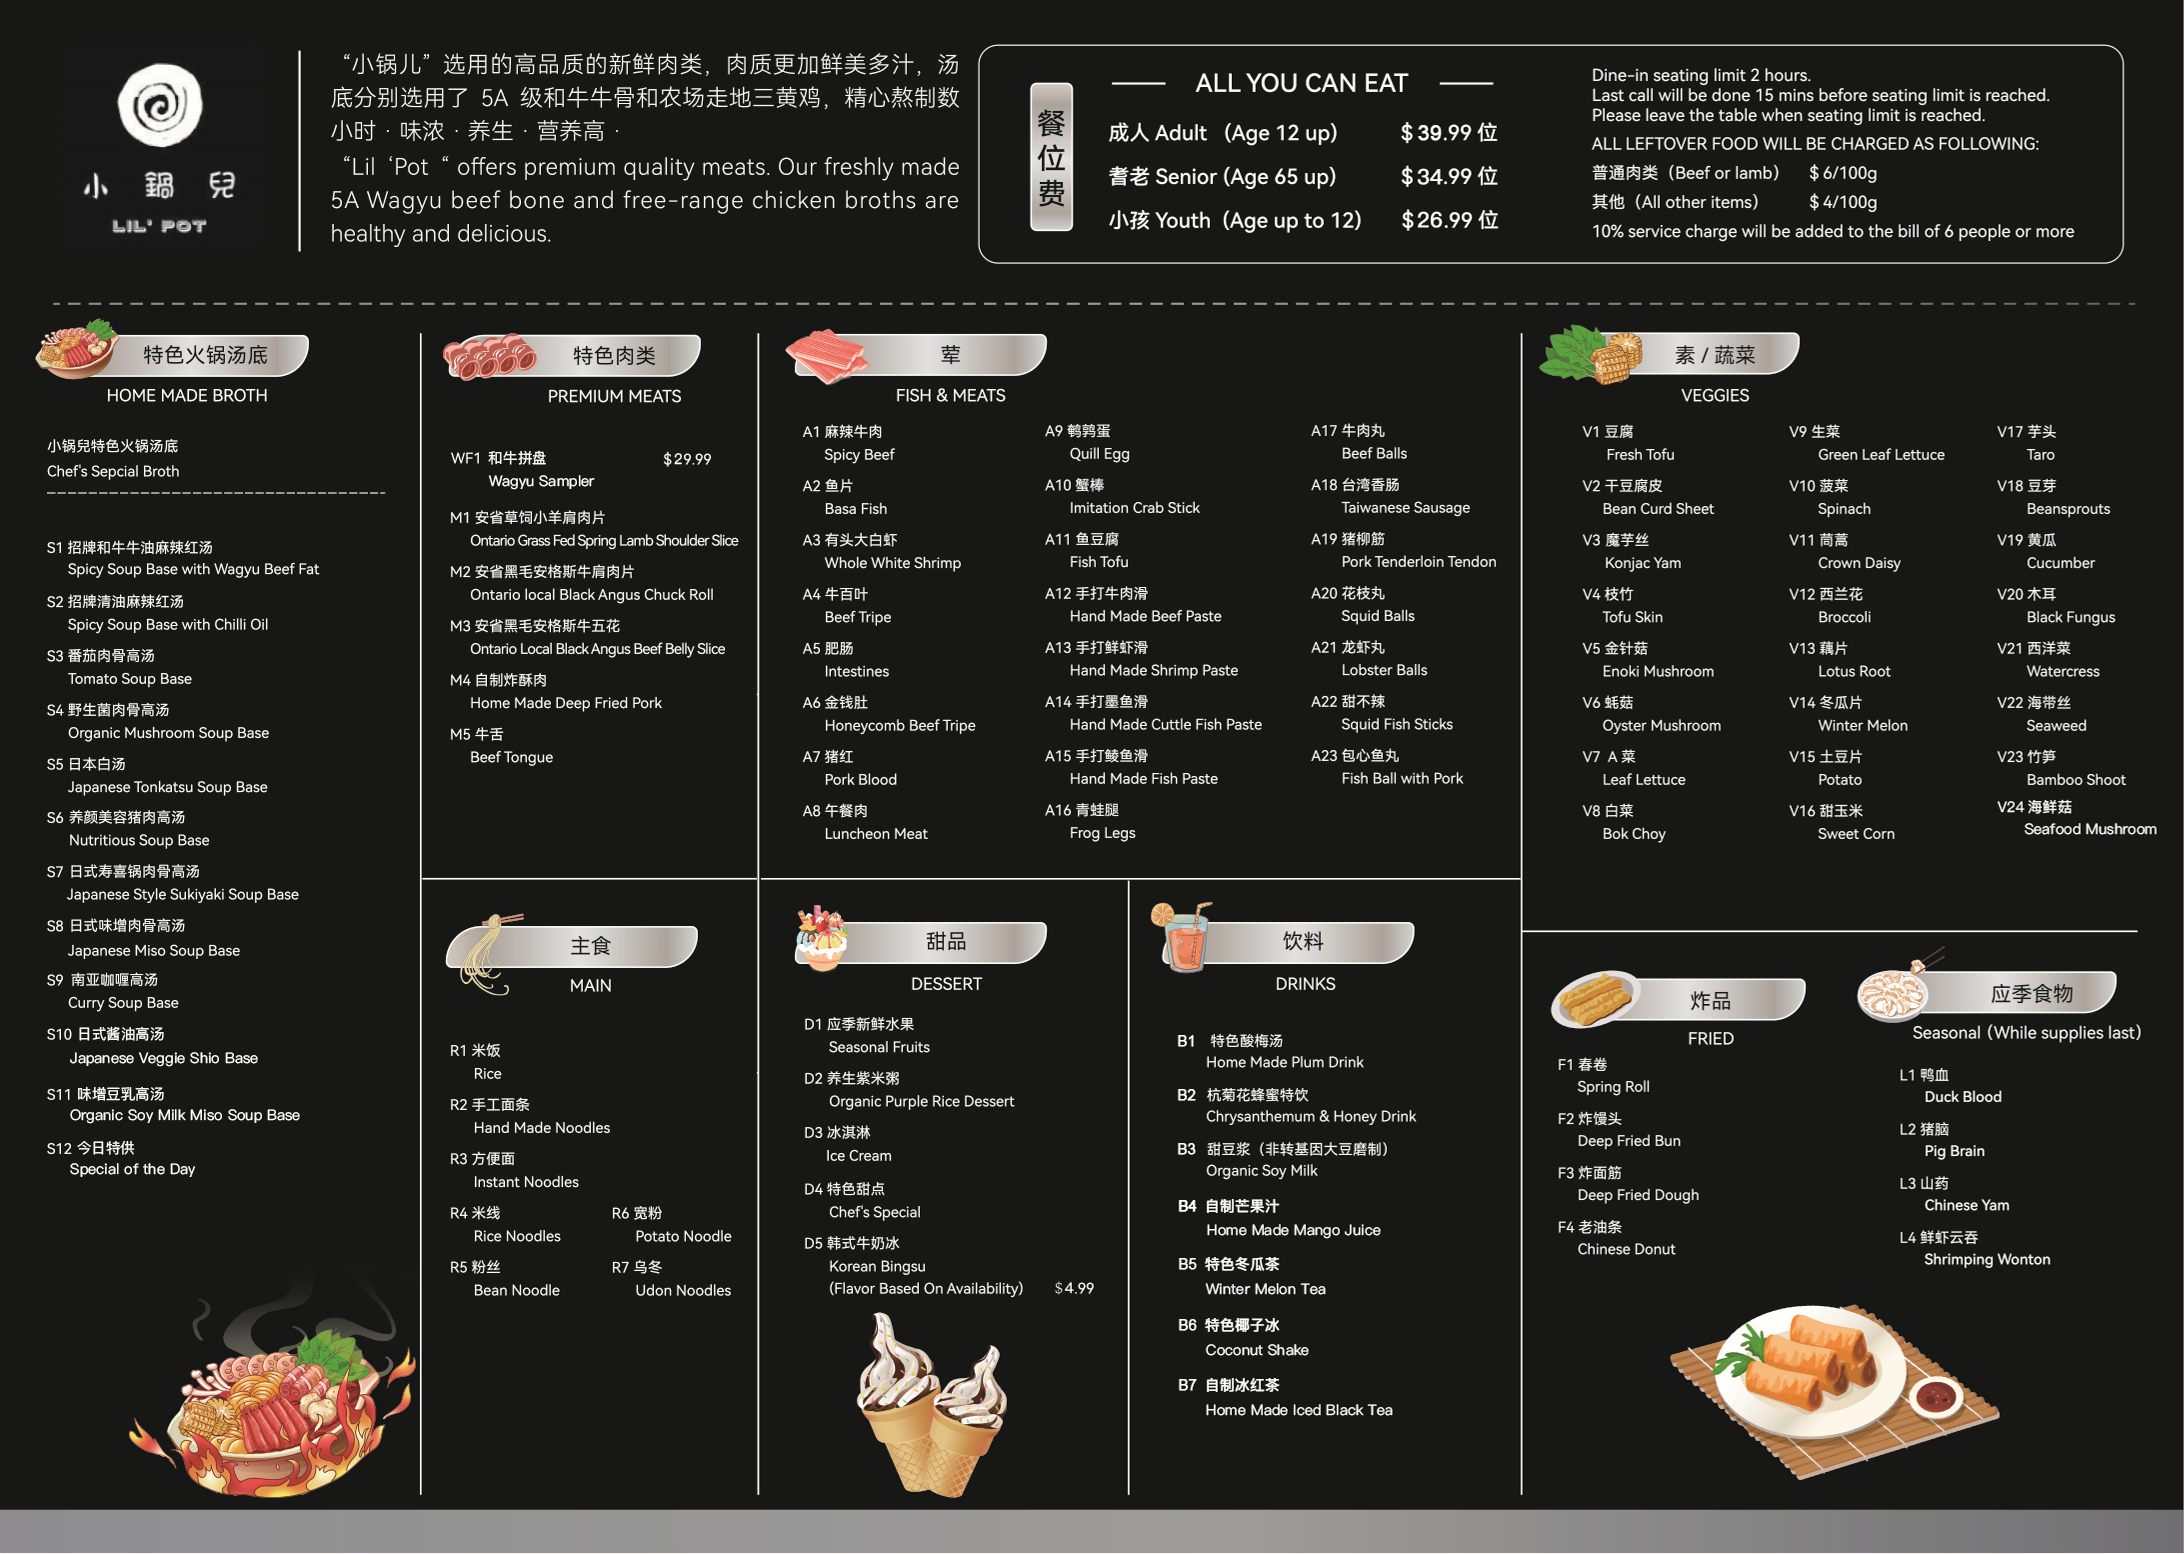 小鍋兒
LIL' POT
“小锅儿”选用的高品质的新鲜肉类，肉质更加鲜美多汁，汤
底分别选用了 5A 级和牛牛骨和农场走地三黄鸡，精心熬制数
小时 · 味浓 · 养生 · 营养高 ·
“Lil ‘Pot “ offers premium quality meats. Our freshly made
5A Wagyu beef bone and free-range chicken broths are
healthy and delicious.
餐位费
ALL YOU CAN EAT
成人 Adult （Age 12 up） $39.99 位
耆老 Senior (Age 65 up) $34.99 位
小孩 Youth（Age up to 12） $26.99 位
Dine-in seating limit 2 hours.
Last call will be done 15 mins before seating limit is reached.
Please leave the table when seating limit is reached.
ALL LEFTOVER FOOD WILL BE CHARGED AS FOLLOWING:
普通肉类（Beef or lamb） $ 6/100g
其他（All other items） $ 4/100g
10% service charge will be added to the bill of 6 people or more
特色火锅汤底
HOME MADE BROTH
小锅兒特色火锅汤底
Chef's Sepcial Broth
S1 招牌和牛牛油麻辣红汤
Spicy Soup Base with Wagyu Beef Fat
S2 招牌清油麻辣红汤
Spicy Soup Base with Chilli Oil
S3 番茄肉骨高汤
Tomato Soup Base
S4 野生菌肉骨高汤
Organic Mushroom Soup Base
S5 日本白汤
Japanese Tonkatsu Soup Base
S6 养颜美容猪肉高汤
Nutritious Soup Base
S7 日式寿喜锅肉骨高汤
Japanese Style Sukiyaki Soup Base
S8 日式味增肉骨高汤
Japanese Miso Soup Base
S9 南亚咖喱高汤
Curry Soup Base
S10 日式酱油高汤
Japanese Veggie Shio Base
S11 味增豆乳高汤
Organic Soy Milk Miso Soup Base
S12 今日特供
Special of the Day
特色肉类
PREMIUM MEATS
WF1 和牛拼盘 $29.99
Wagyu Sampler
M1 安省草饲小羊肩肉片
Ontario Grass Fed Spring Lamb Shoulder Slice
M2 安省黑毛安格斯牛肩肉片
Ontario local Black Angus Chuck Roll
M3 安省黑毛安格斯牛五花
Ontario Local Black Angus Beef Belly Slice
M4 自制炸酥肉
Home Made Deep Fried Pork
M5 牛舌
Beef Tongue
荤
FISH & MEATS
A1 麻辣牛肉
Spicy Beef
A2 鱼片
Basa Fish
A3 有头大白虾
Whole White Shrimp
A4 牛百叶
Beef Tripe
A5 肥肠
Intestines
A6 金钱肚
Honeycomb Beef Tripe
A7 猪红
Pork Blood
A8 午餐肉
Luncheon Meat
A9 鹌鹑蛋
Quill Egg
A10 蟹棒
Imitation Crab Stick
A11 鱼豆腐
Fish Tofu
A12 手打牛肉滑
Hand Made Beef Paste
A13 手打鲜虾滑
Hand Made Shrimp Paste
A14 手打墨鱼滑
Hand Made Cuttle Fish Paste
A15 手打鲮鱼滑
Hand Made Fish Paste
A16 青蛙腿
Frog Legs
A17 牛肉丸
Beef Balls
A18 台湾香肠
Taiwanese Sausage
A19 猪柳筋
Pork Tenderloin Tendon
A20 花枝丸
Squid Balls
A21 龙虾丸
Lobster Balls
A22 甜不辣
Squid Fish Sticks
A23 包心鱼丸
Fish Ball with Pork
素 / 蔬菜
VEGGIES
V1 豆腐
Fresh Tofu
V2 干豆腐皮
Bean Curd Sheet
V3 魔芋丝
Konjac Yam
V4 枝竹
Tofu Skin
V5 金针菇
Enoki Mushroom
V6 蚝菇
Oyster Mushroom
V7 A 菜
Leaf Lettuce
V8 白菜
Bok Choy
V9 生菜
Green Leaf Lettuce
V10 菠菜
Spinach
V11 茼蒿
Crown Daisy
V12 西兰花
Broccoli
V13 藕片
Lotus Root
V14 冬瓜片
Winter Melon
V15 土豆片
Potato
V16 甜玉米
Sweet Corn
V17 芋头
Taro
V18 豆芽
Beansprouts
V19 黄瓜
Cucumber
V20 木耳
Black Fungus
V21 西洋菜
Watercress
V22 海带丝
Seaweed
V23 竹笋
Bamboo Shoot
V24 海鲜菇
Seafood Mushroom
主食
MAIN
R1 米饭
Rice
R2 手工面条
Hand Made Noodles
R3 方便面
Instant Noodles
R4 米线
Rice Noodles
R5 粉丝
Bean Noodle
R6 宽粉
Potato Noodle
R7 乌冬
Udon Noodles
甜品
DESSERT
D1 应季新鲜水果
Seasonal Fruits
D2 养生紫米粥
Organic Purple Rice Dessert
D3 冰淇淋
Ice Cream
D4 特色甜点
Chef's Special
D5 韩式牛奶冰
Korean Bingsu
(Flavor Based On Availability) $4.99
饮料
DRINKS
B1 特色酸梅汤
Home Made Plum Drink
B2 杭菊花蜂蜜特饮
Chrysanthemum & Honey Drink
B3 甜豆浆（非转基因大豆磨制）
Organic Soy Milk
B4 自制芒果汁
Home Made Mango Juice
B5 特色冬瓜茶
Winter Melon Tea
B6 特色椰子冰
Coconut Shake
B7 自制冰红茶
Home Made Iced Black Tea
炸品
FRIED
F1 春卷
Spring Roll
F2 炸馒头
Deep Fried Bun
F3 炸面筋
Deep Fried Dough
F4 老油条
Chinese Donut
应季食物
Seasonal (While supplies last)
L1 鸭血
Duck Blood
L2 猪脑
Pig Brain
L3 山药
Chinese Yam
L4 鲜虾云吞
Shrimping Wonton